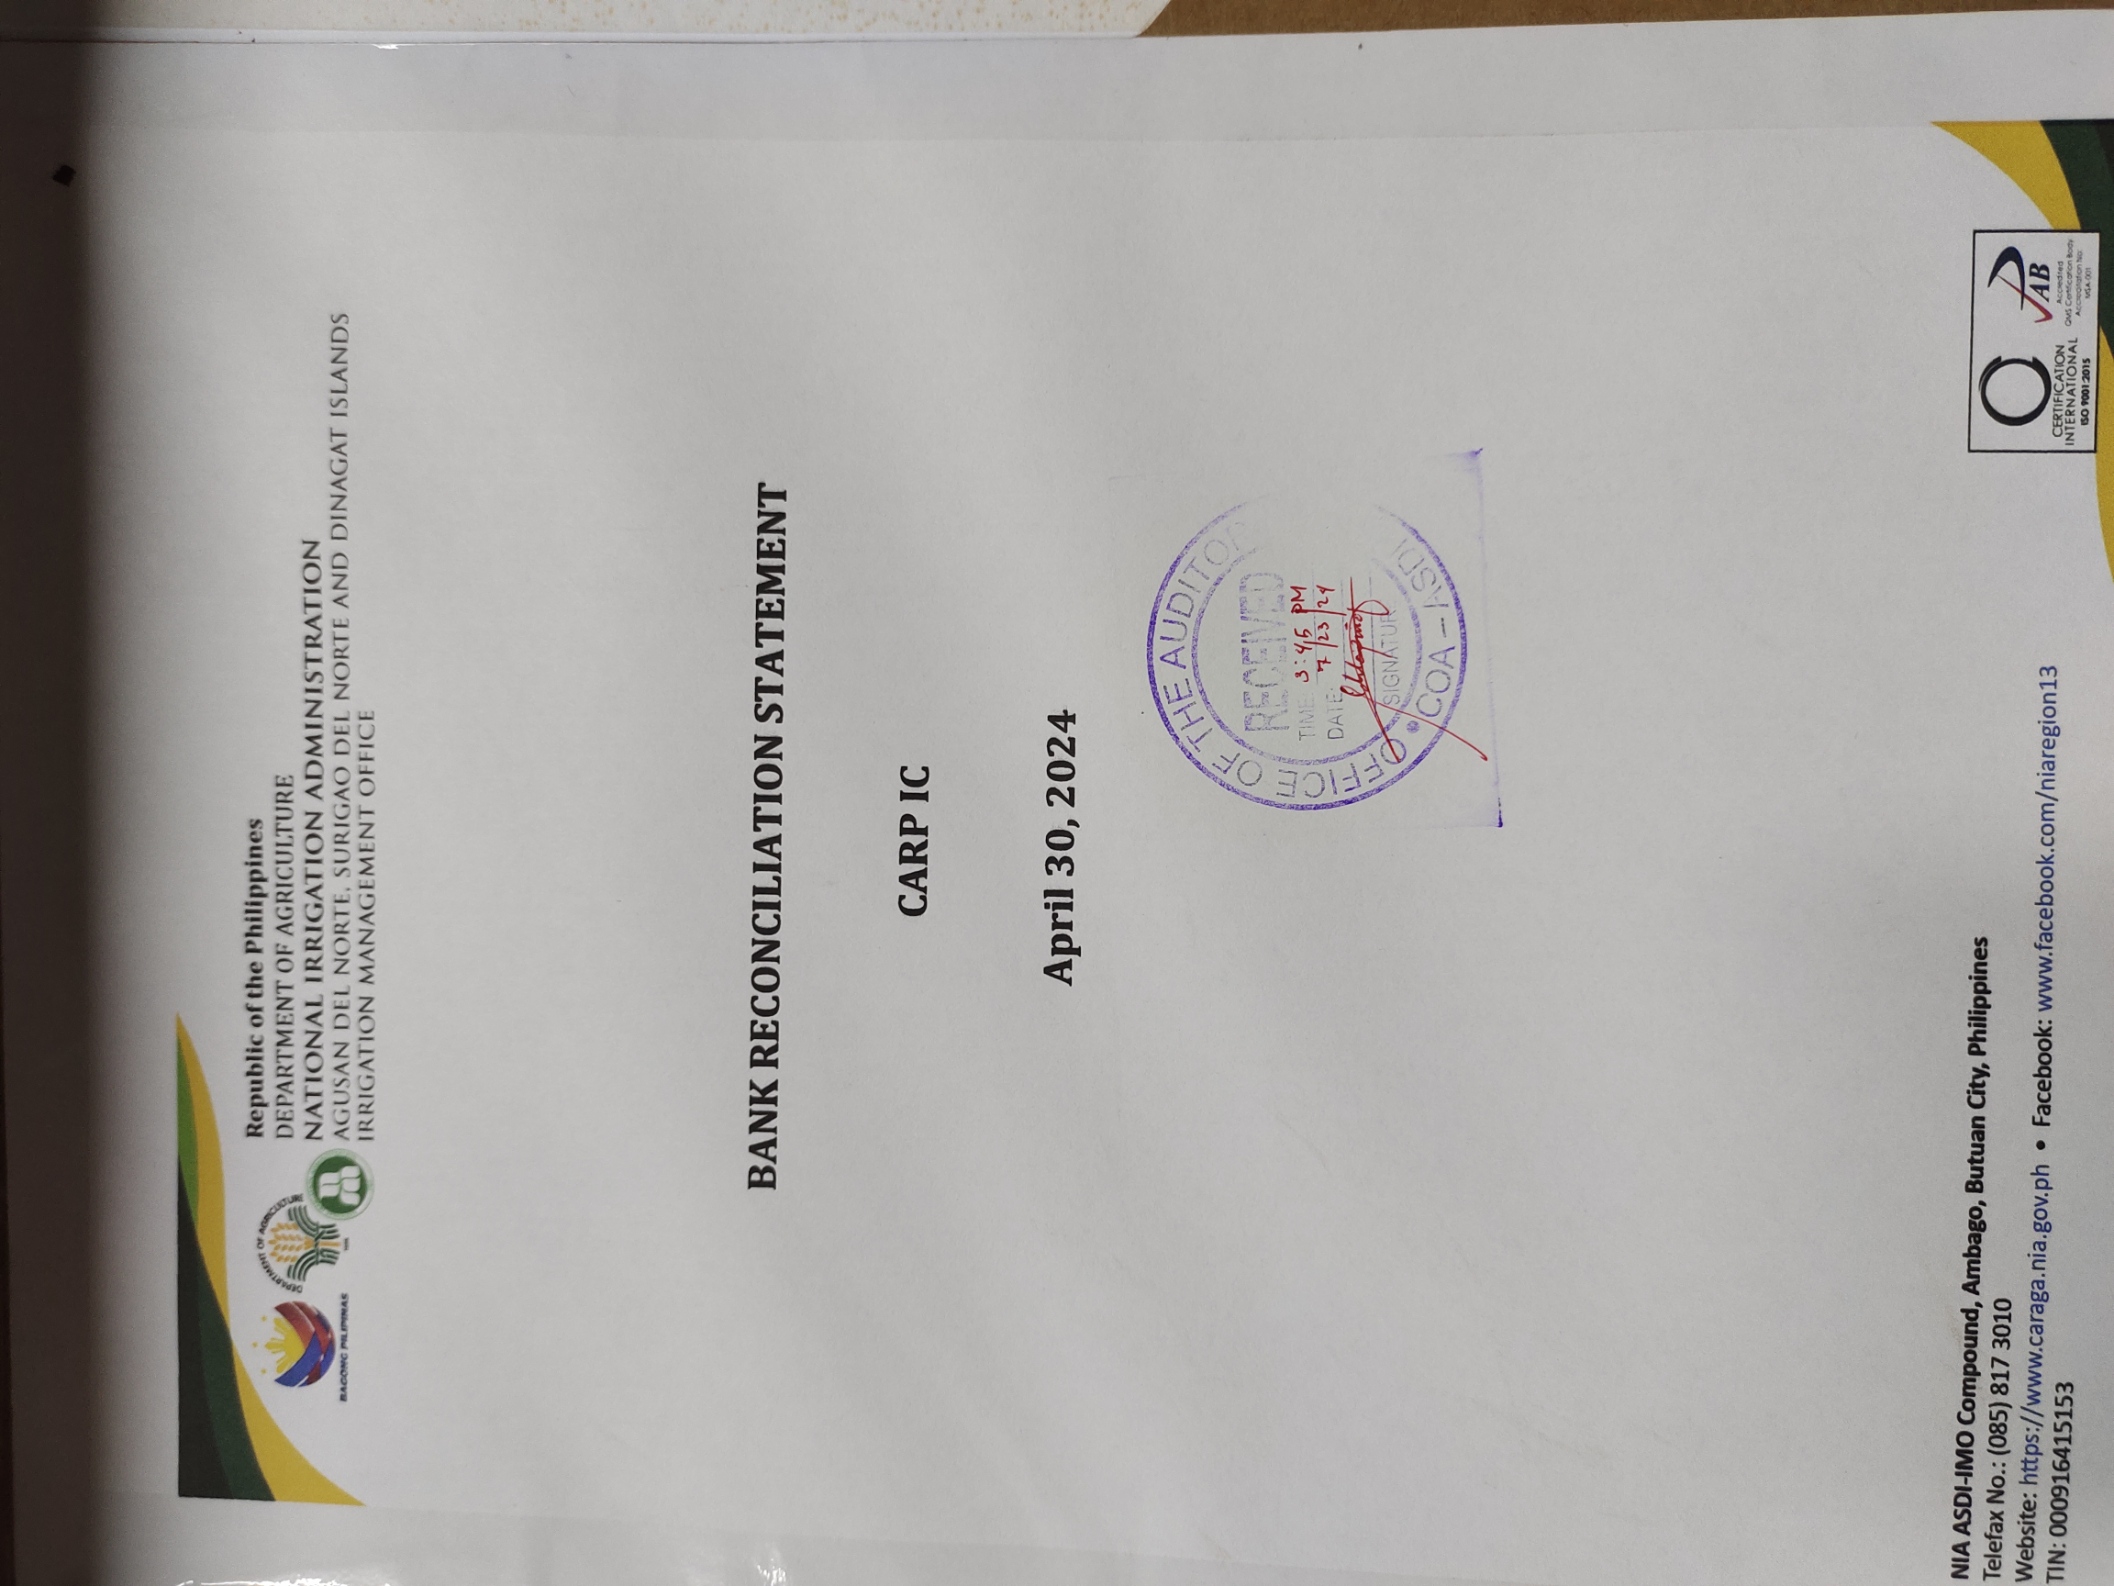 Republic of the Philippines
DEPARTMENT OF AGRICULTURE
NATIONAL IRRIGATION ADMINISTRATION
AGUSAN DEL NORTE, SURIGAO DEL NORTE AND DINAGAT ISLANDS
IRRIGATION MANAGEMENT OFFICE
BAGONG PILIPINAS
DEPARTMENT OF AGRICULTURE
BANK RECONCILIATION STATEMENT
CARP IC
April 30, 2024
OFFICE OF THE AUDITOR
RECEIVED
TIME: 3:45 PM
DATE: 7/23/24
SIGNATUR
COA - ASDI
NIA ASDI-IMO Compound, Ambago, Butuan City, Philippines
Telefax No.: (085) 817 3010
Website: https://www.caraga.nia.gov.ph • Facebook: www.facebook.com/niaregion13
TIN: 000916415153
CERTIFICATION
INTERNATIONAL
ISO 9001:2015
PAB
Accredited
QMS Certification Body
Accreditation No:
MSA-001